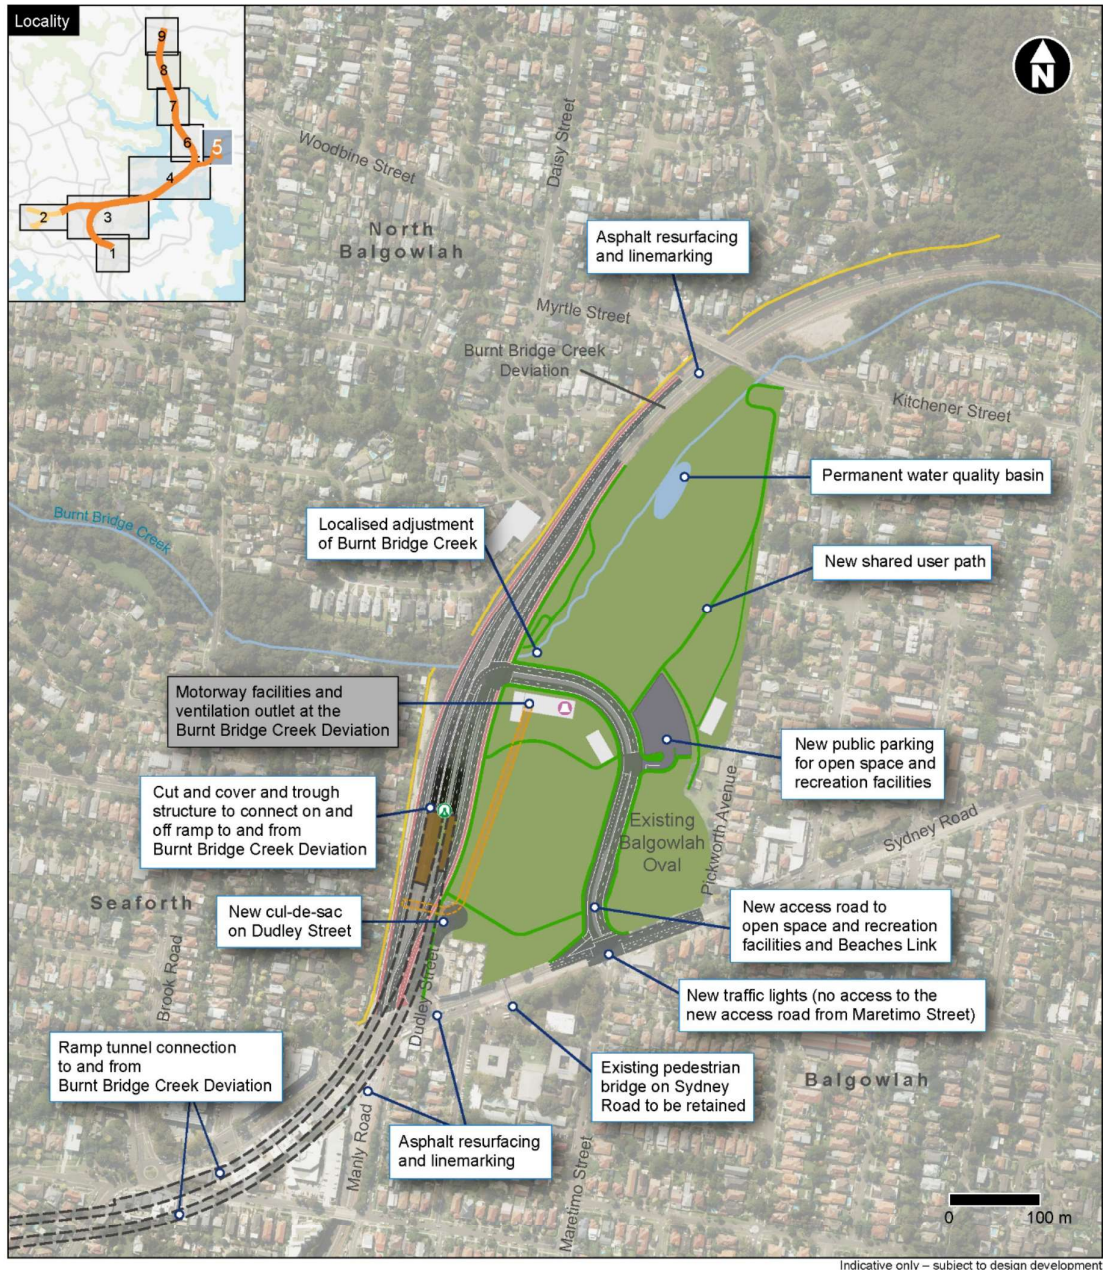 Locality
9
8
7
6
5
4
3
2
1
N
Woodbine Street
Daisy Street
North
Balgowlah
Asphalt resurfacing
and linemarking
Myrtle Street
Burnt Bridge Creek
Deviation
Kitchener Street
Permanent water quality basin
Burnt Bridge Creek
Localised adjustment
of Burnt Bridge Creek
New shared user path
Motorway facilities and
ventilation outlet at the
Burnt Bridge Creek Deviation
New public parking
for open space and
recreation facilities
Cut and cover and trough
structure to connect on and
off ramp to and from
Burnt Bridge Creek Deviation
Existing
Balgowlah
Oval
Pickworth Avenue
Sydney Road
Seaforth
New cul-de-sac
on Dudley Street
New access road to
open space and recreation
facilities and Beaches Link
Brook Road
Dudley Street
New traffic lights (no access to the
new access road from Maretimo Street)
Ramp tunnel connection
to and from
Burnt Bridge Creek Deviation
Existing pedestrian
bridge on Sydney
Road to be retained
Balgowlah
Manly Road
Asphalt resurfacing
and linemarking
Maretimo Street
0 100 m
Indicative only – subject to design development